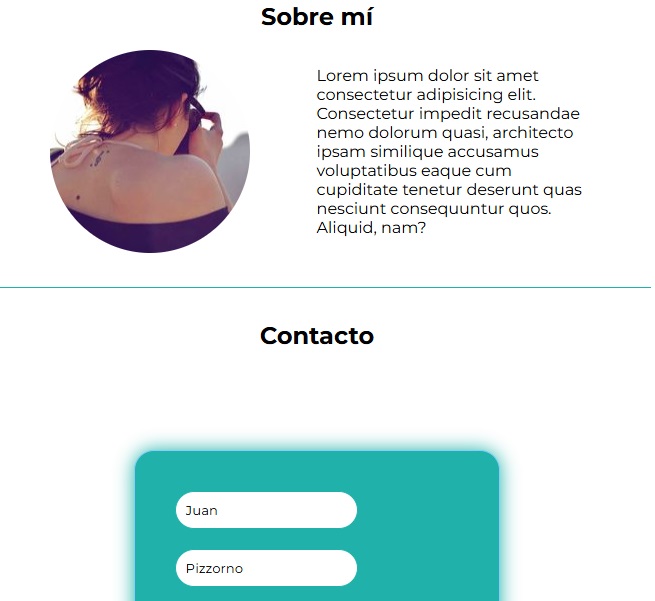 Sobre mí
Lorem ipsum dolor sit amet
consectetur adipisicing elit.
Consectetur impedit recusandae
nemo dolorum quasi, architecto
ipsam similique accusamus
voluptatibus eaque cum
cupiditate tenetur deserunt quas
nesciunt consequuntur quos.
Aliquid, nam?
Contacto
Juan
Pizzorno